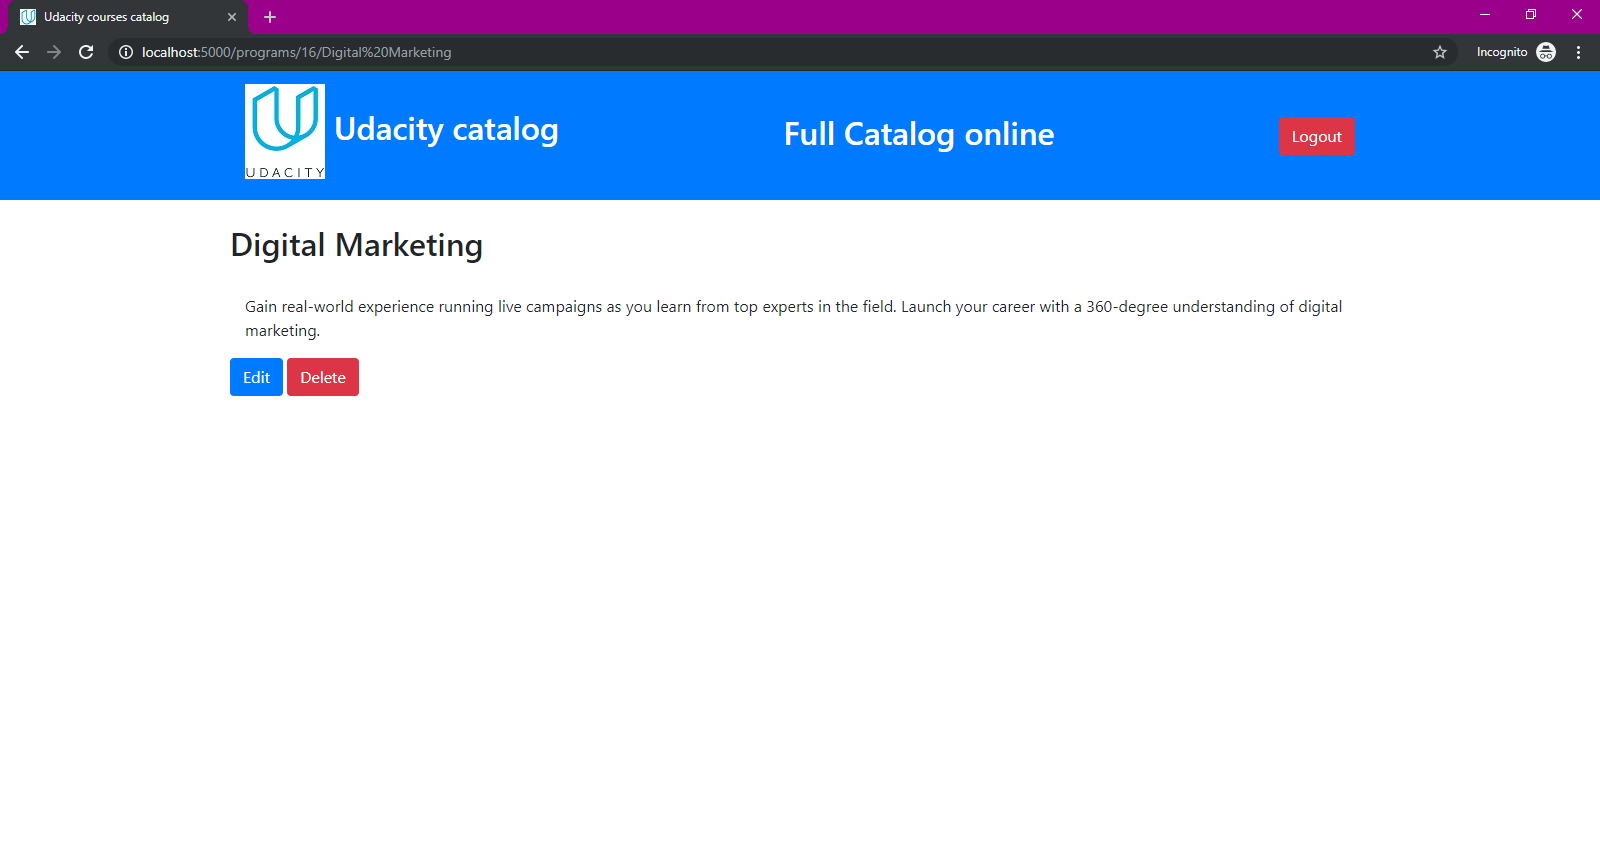 Udacity courses catalog
localhost:5000/programs/16/Digital%20Marketing
Incognito
UDACITY
Udacity catalog
Full Catalog online
Logout
Digital Marketing
Gain real-world experience running live campaigns as you learn from top experts in the field. Launch your career with a 360-degree understanding of digital
marketing.
Edit
Delete